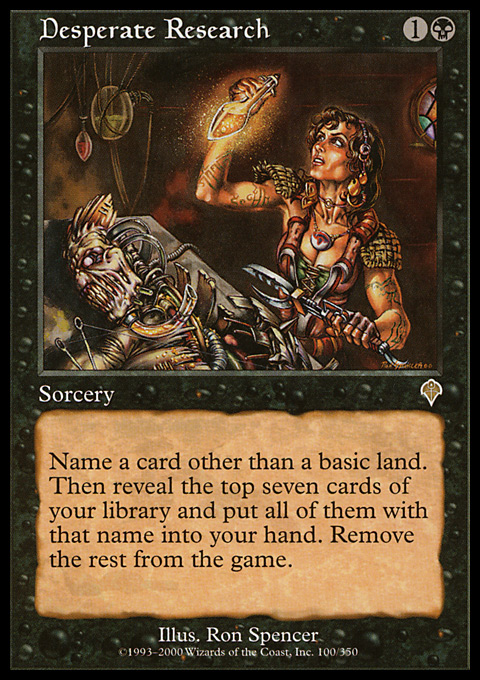 Desperate Research 1
Sorcery
Name a card other than a basic land.
Then reveal the top seven cards of
your library and put all of them with
that name into your hand. Remove
the rest from the game.
Illus. Ron Spencer
©1993–2000 Wizards of the Coast, Inc. 100/350